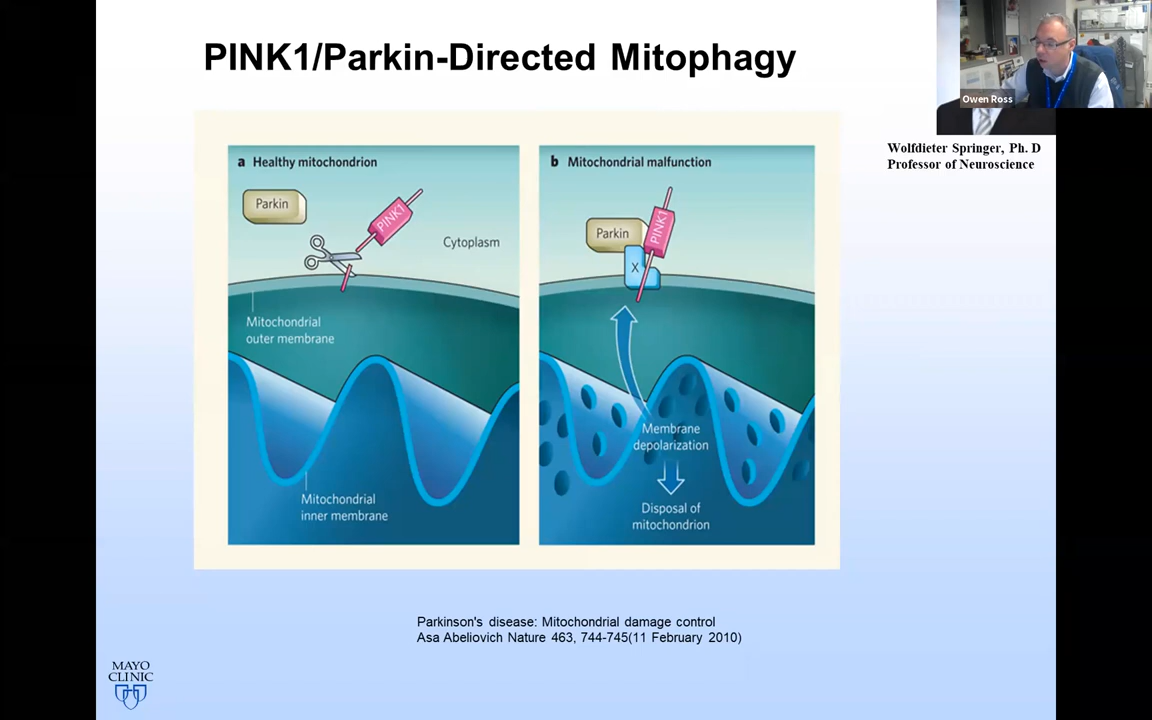 PINK1/Parkin-Directed Mitophagy
Owen Ross
Wolfdieter Springer, Ph. D
Professor of Neuroscience
a Healthy mitochondrion
Parkin
PINK1
Cytoplasm
Mitochondrial
outer membrane
Mitochondrial
inner membrane
b Mitochondrial malfunction
Parkin
PINK1
X
Membrane
depolarization
Disposal of
mitochondrion
Parkinson's disease: Mitochondrial damage control
Asa Abeliovich Nature 463, 744-745(11 February 2010)
MAYO
CLINIC